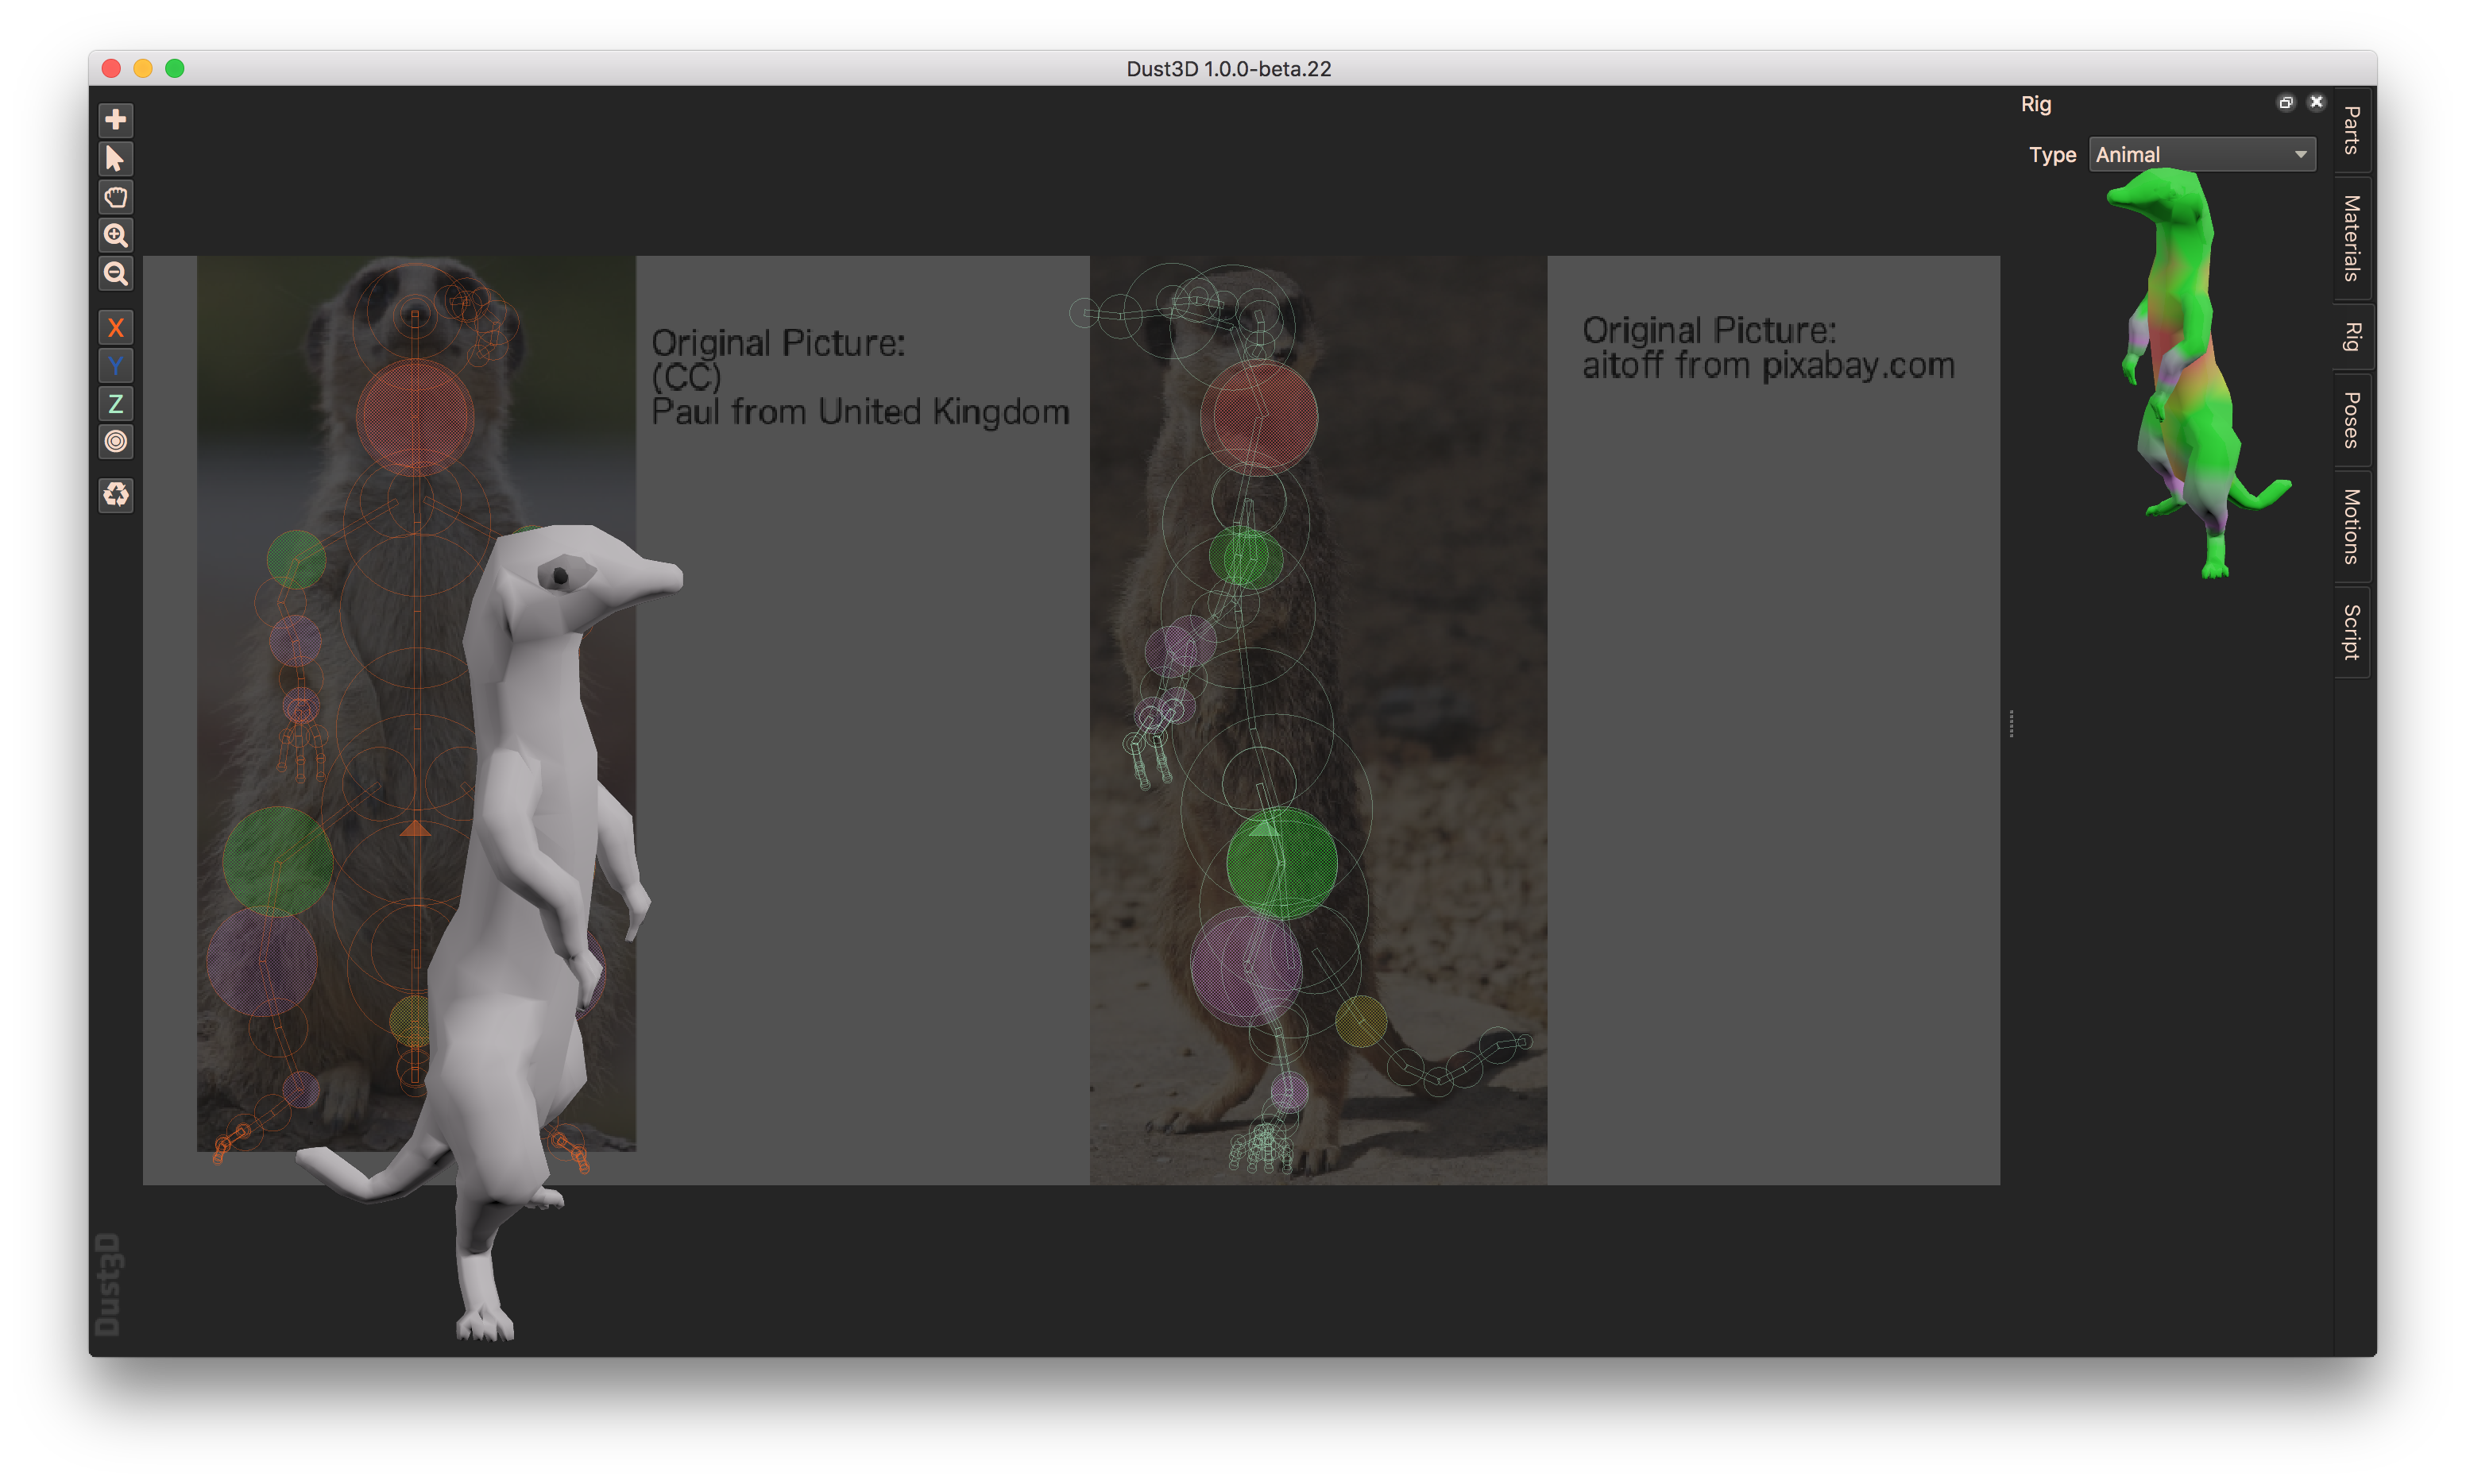 Dust3D 1.0.0-beta.22
X
Y
Z
Original Picture:
(CC)
Paul from United Kingdom
Original Picture:
aitoff from pixabay.com
Rig
Type Animal
Parts
Materials
Rig
Poses
Motions
Script
Dust3D